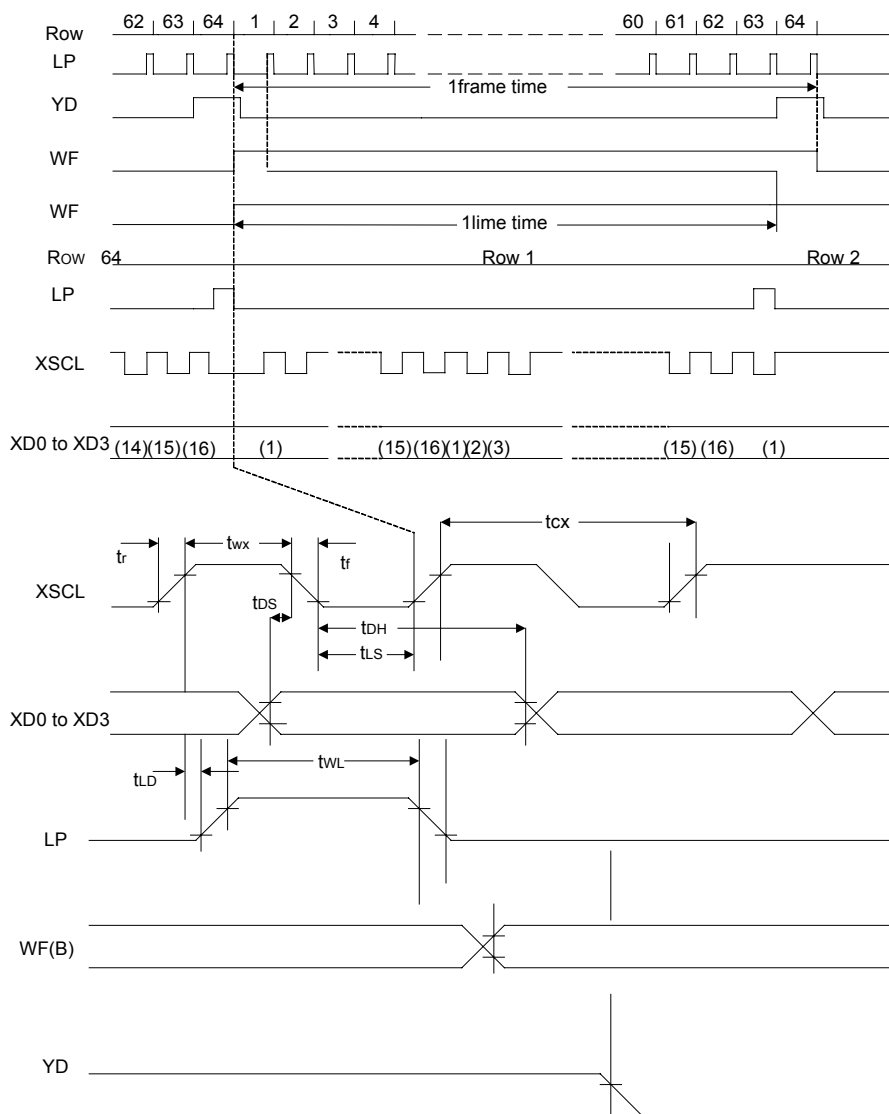 62 63 64 1 2 3 4 60 61 62 63 64
Row
LP
1frame time
YD
WF
WF
1lime time
Row 64 Row 1 Row 2
LP
XSCL
XD0 to XD3 (14)(15)(16) (1) (15)(16)(1)(2)(3) (15)(16) (1)
tcx
tr twx tf
XSCL
tDS
tDH
tLS
XD0 to XD3
tWL
tLD
LP
WF(B)
YD